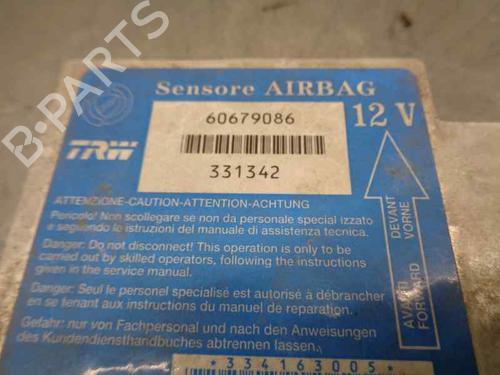 B-PARTS
Sensore AIRBAG
60679086
12 V
TRW
331342
ATTEMZIONE-CAUTION-ATTENTION-ACHTUNG
Pericolo! Non scollegare se non da personale special izzato
e seguendo le istruzioni del manuale di assistenza tecnica.
Danger: Do not disconnect! This operation is only to be
carried out by skilled operators, following the instructions
given in the service manual.
Danger: Seul le personel specialisé est autorisé à débrancher
en se tenant aux instructions du manuel de reparation.
Gefahr: nur von Fachpersonal und nach den Anweisungen
des Kundendiensthandbuches abtrennen lassen.
AVANTI DEVANT
FORWARD VORNE
*334163005*